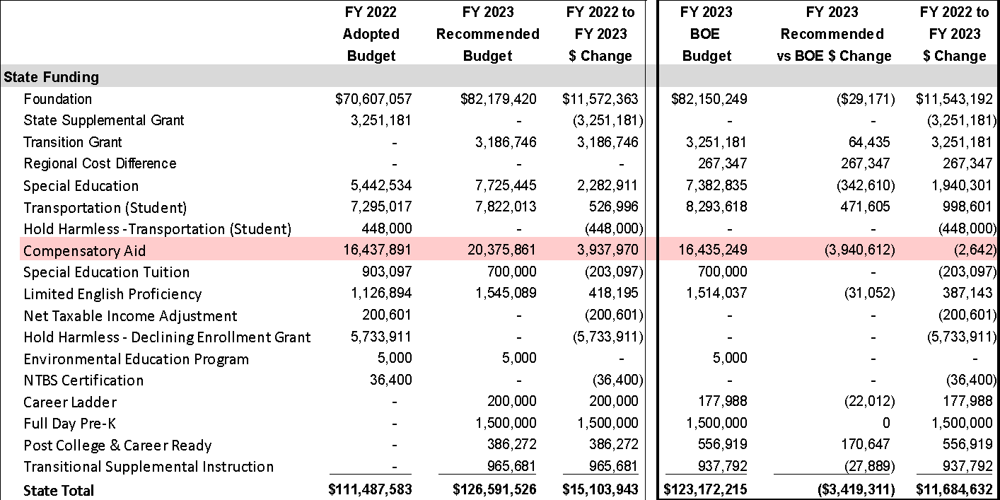 FY 2022 FY 2023 FY 2022 to FY 2023 FY 2023 FY 2022 to
Adopted Recommended FY 2023 BOE Recommended FY 2023
Budget Budget $ Change Budget vs BOE $ Change $ Change
State Funding
Foundation $70,607,057 $82,179,420 $11,572,363 $82,150,249 ($29,171) $11,543,192
State Supplemental Grant 3,251,181 - (3,251,181) - - (3,251,181)
Transition Grant - 3,186,746 3,186,746 3,251,181 64,435 3,251,181
Regional Cost Difference - - - 267,347 267,347 267,347
Special Education 5,442,534 7,725,445 2,282,911 7,382,835 (342,610) 1,940,301
Transportation (Student) 7,295,017 7,822,013 526,996 8,293,618 471,605 998,601
Hold Harmless -Transportation (Student) 448,000 - (448,000) - - (448,000)
Compensatory Aid 16,437,891 20,375,861 3,937,970 16,435,249 (3,940,612) (2,642)
Special Education Tuition 903,097 700,000 (203,097) 700,000 - (203,097)
Limited English Proficiency 1,126,894 1,545,089 418,195 1,514,037 (31,052) 387,143
Net Taxable Income Adjustment 200,601 - (200,601) - - (200,601)
Hold Harmless - Declining Enrollment Grant 5,733,911 - (5,733,911) - - (5,733,911)
Environmental Education Program 5,000 5,000 - 5,000 - -
NTBS Certification 36,400 - (36,400) - - (36,400)
Career Ladder - 200,000 200,000 177,988 (22,012) 177,988
Full Day Pre-K - 1,500,000 1,500,000 1,500,000 0 1,500,000
Post College & Career Ready - 386,272 386,272 556,919 170,647 556,919
Transitional Supplemental Instruction - 965,681 965,681 937,792 (27,889) 937,792
State Total $111,487,583 $126,591,526 $15,103,943 $123,172,215 ($3,419,311) $11,684,632